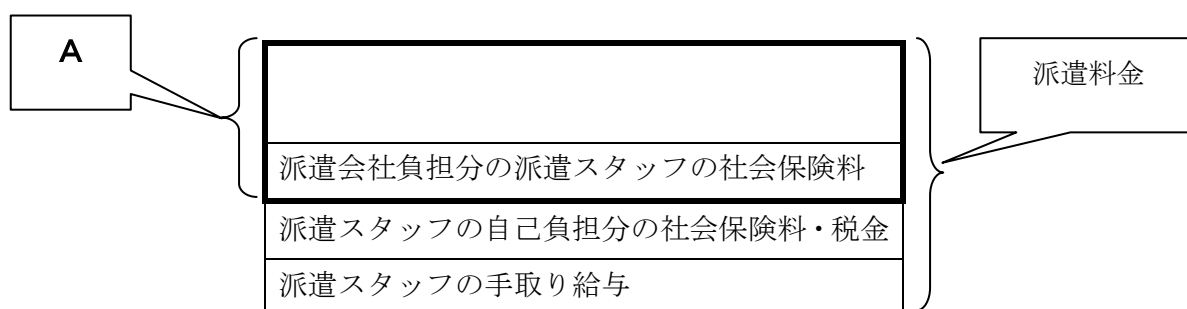 A
派遣料金
派遣会社負担分の派遣スタッフの社会保険料
派遣スタッフの自己負担分の社会保険料・税金
派遣スタッフの手取り給与